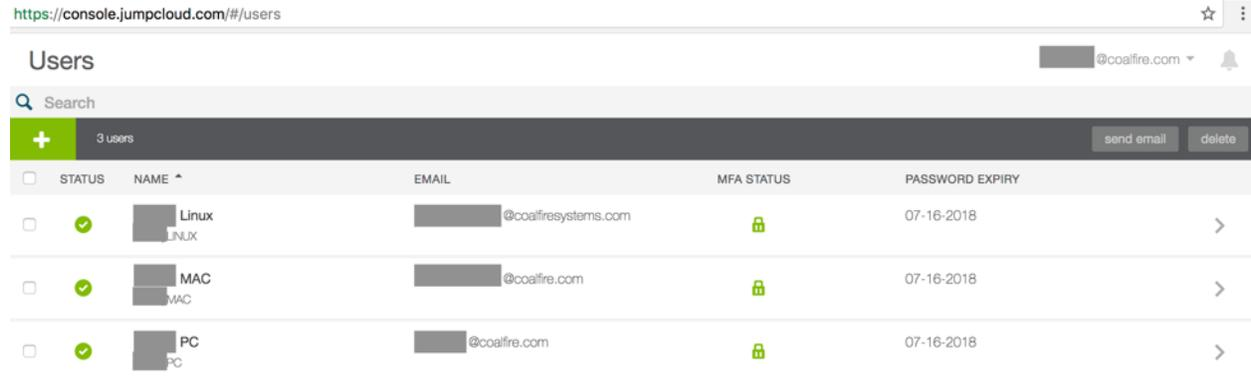 https://console.jumpcloud.com/#/users
Users
@coalfire.com
Search
+ 3 users send email delete
STATUS NAME EMAIL MFA STATUS PASSWORD EXPIRY
Linux @coalfiresystems.com 07-16-2018
LINUX
MAC @coalfire.com 07-16-2018
MAC
PC @coalfire.com 07-16-2018
PC